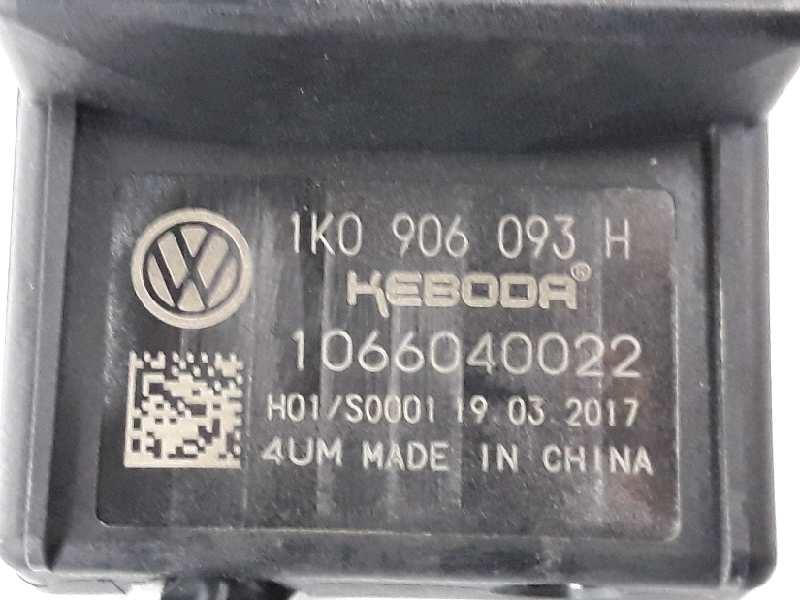 1K0 906 093 H
KEBODA®
1066040022
H01/S0001 19.03.2017
4UM MADE IN CHINA